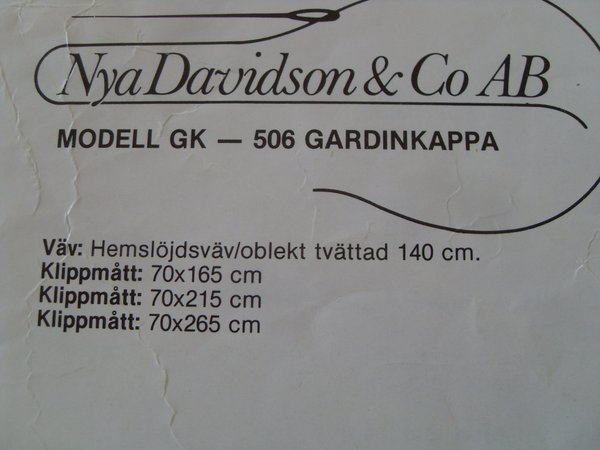 Nya Davidson & Co AB
MODELL GK — 506 GARDINKAPPA
Väv: Hemslöjdsväv/oblekt tvättad 140 cm.
Klippmått: 70x165 cm
Klippmått: 70x215 cm
Klippmått: 70x265 cm